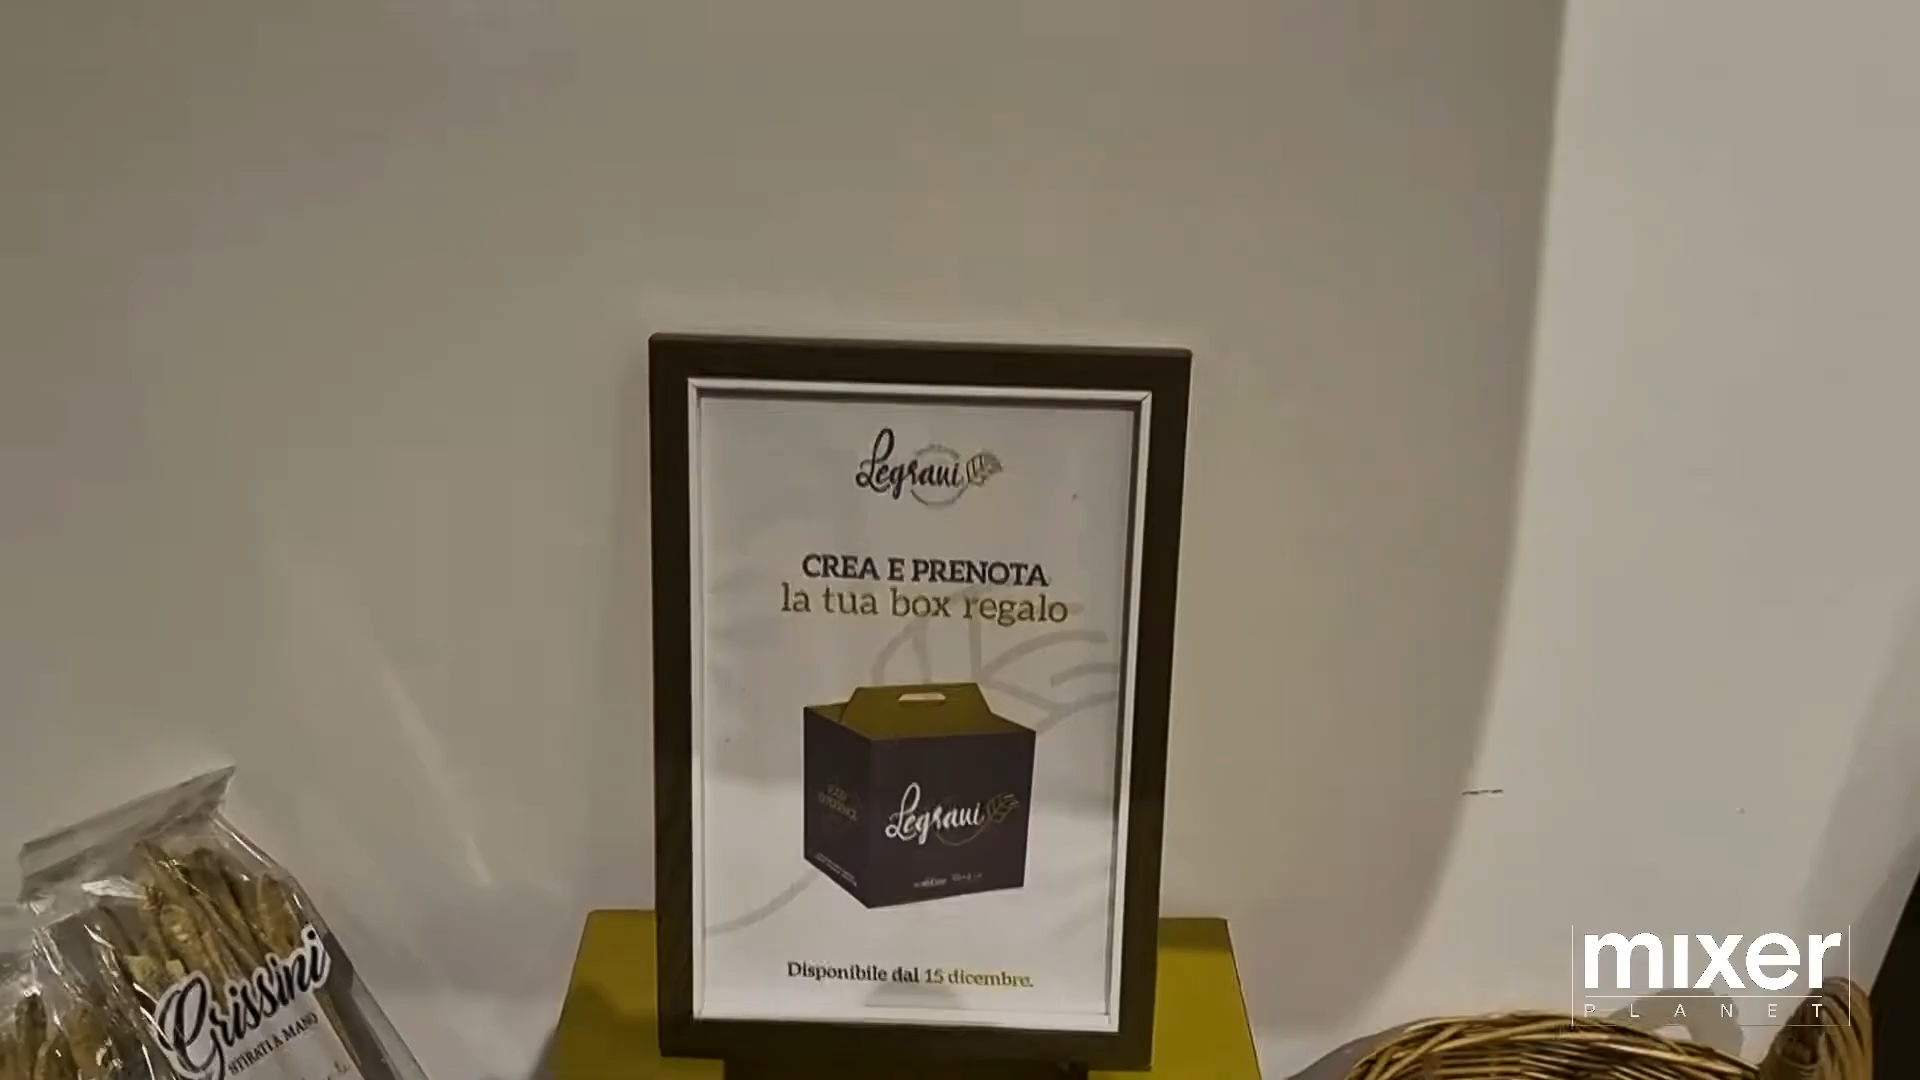 Legrani
CREA E PRENOTA
la tua box regalo
Legrani
Disponibile dal 15 dicembre.
Grissini
STIRATI A MANO
mixer
PLANET